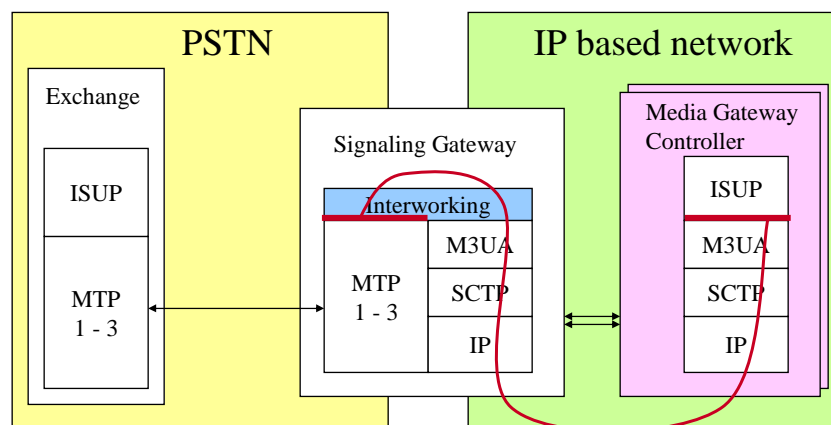 PSTN
IP based network
Exchange
ISUP
MTP
1 - 3
Signaling Gateway
Interworking
MTP
1 - 3
M3UA
SCTP
IP
Media Gateway
Controller
ISUP
M3UA
SCTP
IP